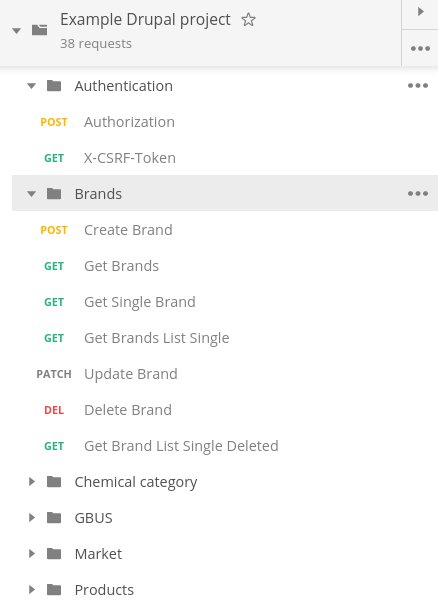 Example Drupal project
38 requests
Authentication
POST Authorization
GET X-CSRF-Token
Brands
POST Create Brand
GET Get Brands
GET Get Single Brand
GET Get Brands List Single
PATCH Update Brand
DEL Delete Brand
GET Get Brand List Single Deleted
Chemical category
GBUS
Market
Products